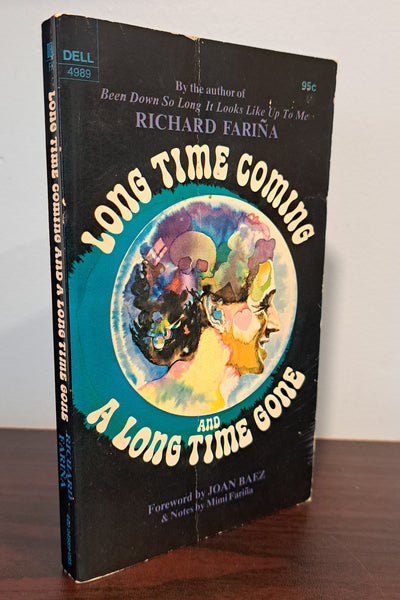 DELL
4989
95c
By the author of
Been Down So Long It Looks Like Up To Me
RICHARD FARIÑA
LONG TIME COMING
AND
A LONG TIME GONE
Foreword by JOAN BAEZ
& Notes by Mimi Fariña
LONG TIME COMING AND A LONG TIME GONE
RICHARD
FARIÑA